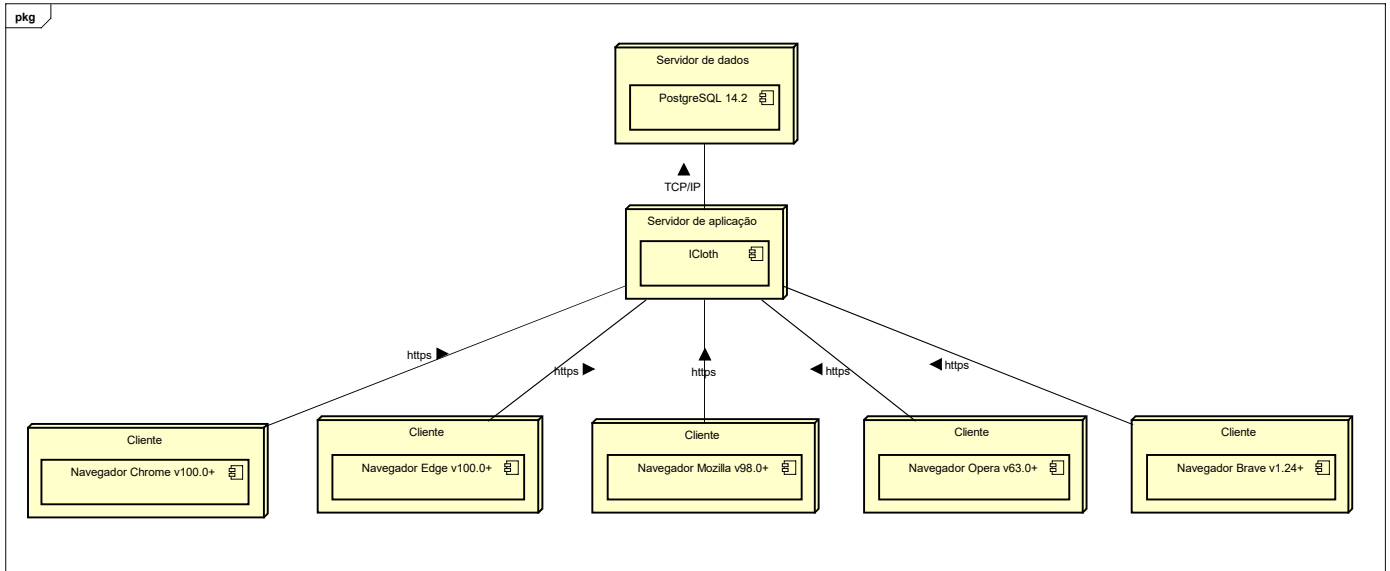 pkg
Servidor de dados
PostgreSQL 14.2
TCP/IP
Servidor de aplicação
ICloth
https
https
https
https
https
Cliente
Navegador Chrome v100.0+
Cliente
Navegador Edge v100.0+
Cliente
Navegador Mozilla v98.0+
Cliente
Navegador Opera v63.0+
Cliente
Navegador Brave v1.24+